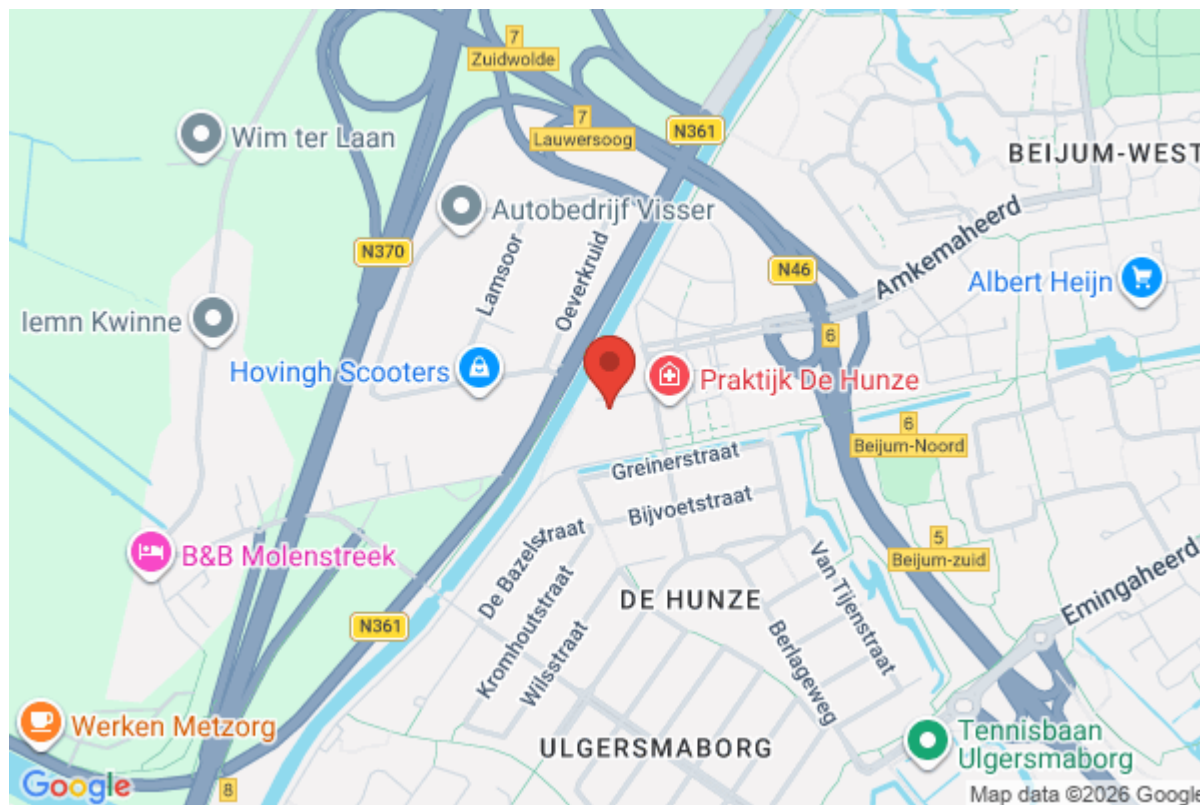 7
Zuidwolde
7
Lauwersoog
N361
Wim ter Laan
BEIJUM-WEST
Autobedrijf Visser
Amkemaheerd
N370
Lamsoor
Oeverkruid
N46
Albert Heijn
Iemn Kwinne
6
Hovingh Scooters
Praktijk De Hunze
6
Beijum-Noord
Greinerstraat
Bijvoetstraat
De Bazelstraat
5
Beijum-zuid
B&B Molenstreek
Van Tijenstraat
Emingaheerd
Kromhoutstraat
DE HUNZE
N361
Wilsstraat
Berlageweg
Werken Metzorg
ULGERSMABORG
Tennisbaan
Ulgersmaborg
8
Google
Map data ©2026 Google